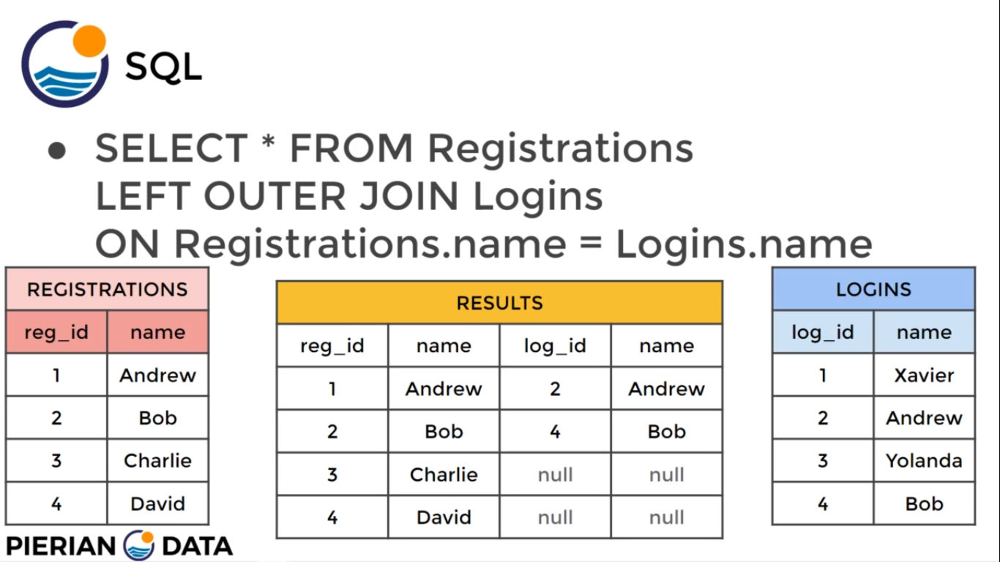 SQL
● SELECT * FROM Registrations
LEFT OUTER JOIN Logins
ON Registrations.name = Logins.name
REGISTRATIONS
reg_id name
1 Andrew
2 Bob
3 Charlie
4 David
RESULTS
reg_id name log_id name
1 Andrew 2 Andrew
2 Bob 4 Bob
3 Charlie null null
4 David null null
LOGINS
log_id name
1 Xavier
2 Andrew
3 Yolanda
4 Bob
PIERIAN DATA